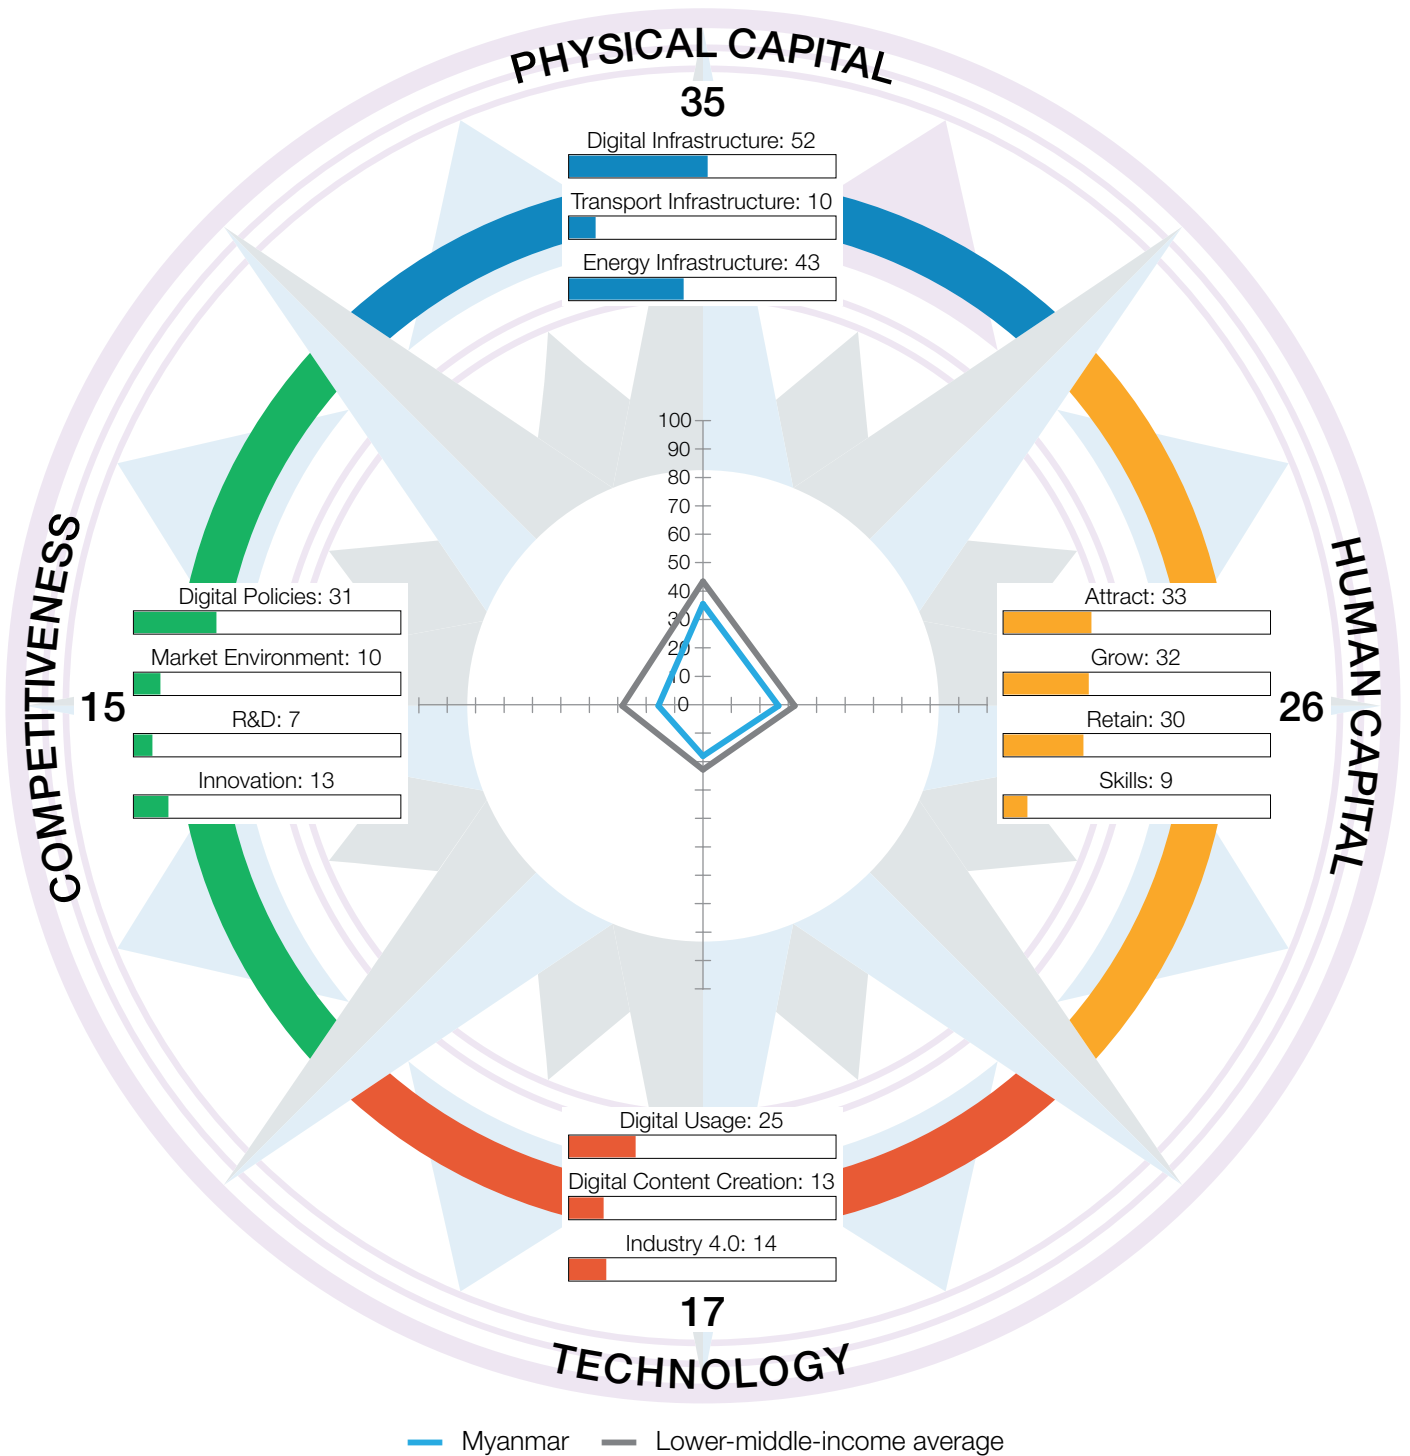 PHYSICAL CAPITAL
35
Digital Infrastructure: 52
Transport Infrastructure: 10
Energy Infrastructure: 43
100
90
80
70
60
50
40
30
20
10
0
COMPETITIVENESS
15
Digital Policies: 31
Market Environment: 10
R&D: 7
Innovation: 13
HUMAN CAPITAL
26
Attract: 33
Grow: 32
Retain: 30
Skills: 9
Digital Usage: 25
Digital Content Creation: 13
Industry 4.0: 14
17
TECHNOLOGY
Myanmar
Lower-middle-income average